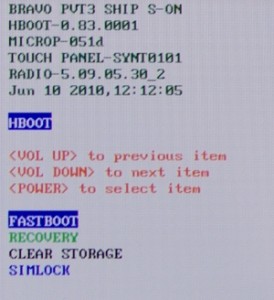 BRAVO PVT3 SHIP S-ON
HBOOT-0.83.0001
MICROP-051d
TOUCH PANEL-SYNT0101
RADIO-5.09.05.30_2
Jun 10 2010,12:12:05
HBOOT
<VOL UP> to previous item
<VOL DOWN> to next item
<POWER> to select item
FASTBOOT
RECOVERY
CLEAR STORAGE
SIMLOCK